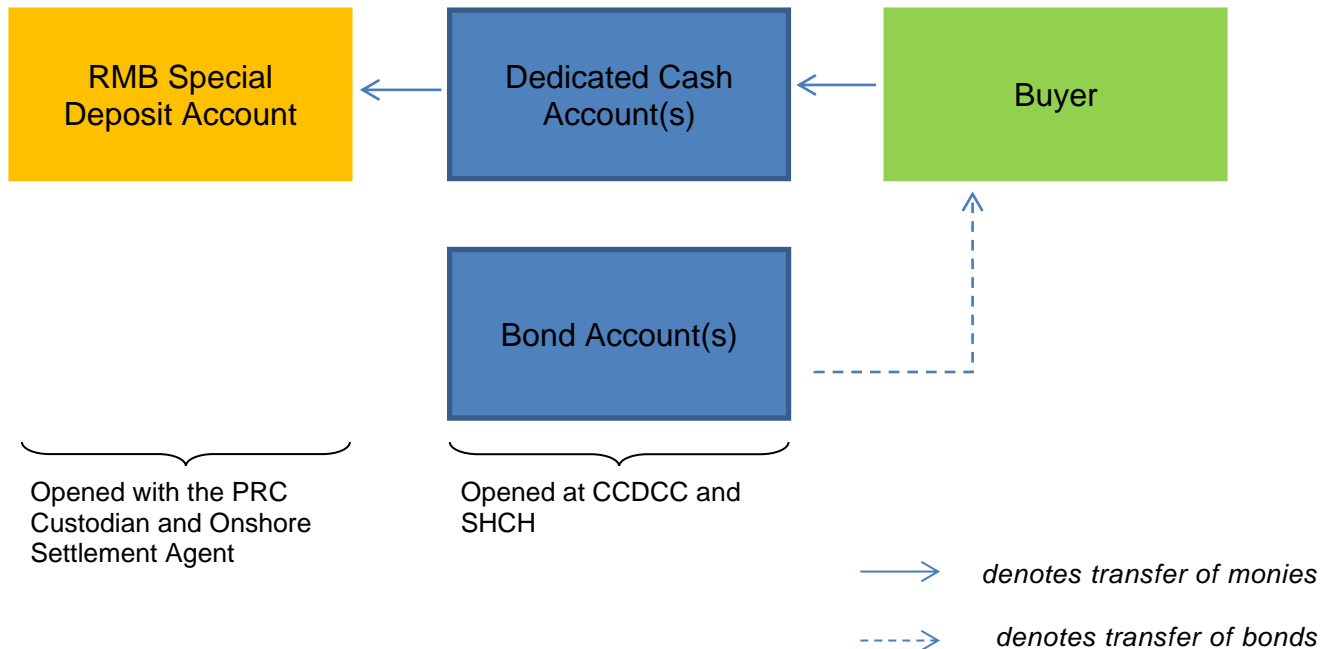 RMB Special
Deposit Account
Dedicated Cash
Account(s)
Buyer
Bond Account(s)
Opened with the PRC
Custodian and Onshore
Settlement Agent
Opened at CCDCC and
SHCH
denotes transfer of monies
denotes transfer of bonds